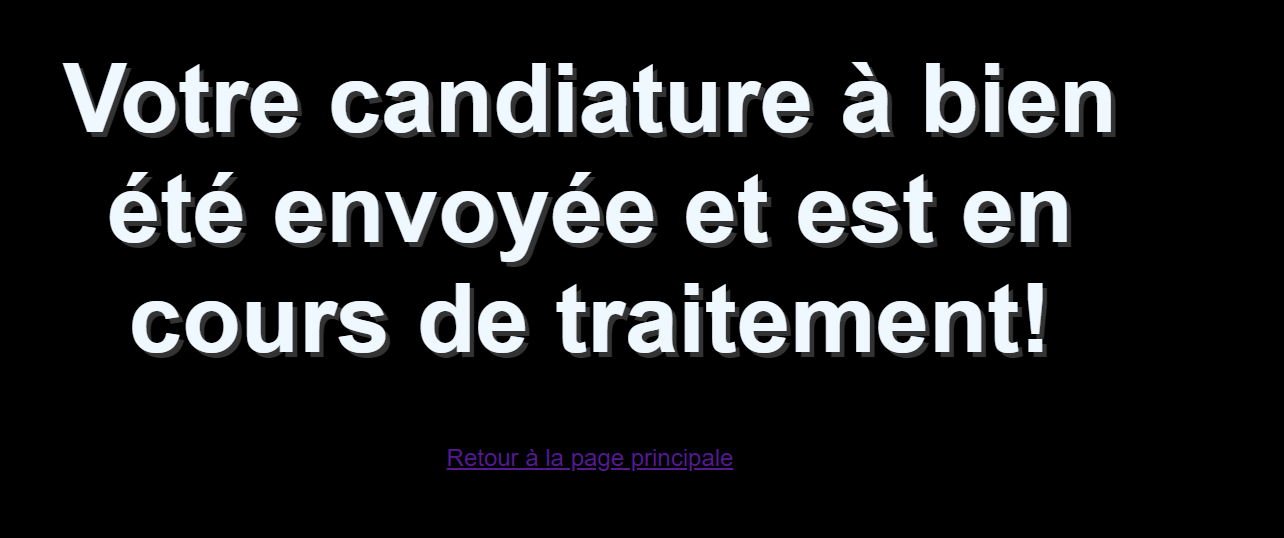 Votre candiature à bien
été envoyée et est en
cours de traitement!
Retour à la page principale